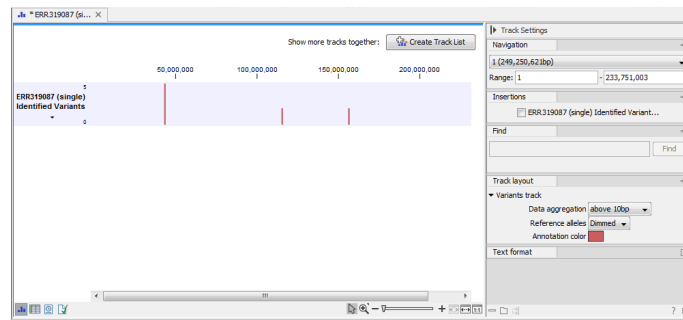 * ERR319087 (si...
Show more tracks together:
Create Track List
50,000,000 100,000,000 150,000,000 200,000,000
5
ERR319087 (single)
Identified Variants
0
Track Settings
Navigation
1 (249,250,621bp)
Range: 1 - 233,751,003
Insertions
ERR319087 (single) Identified Variant...
Find
Find
Track layout
Variants track
Data aggregation above 10bp
Reference alleles Dimmed
Annotation color
Text format
1:1
?